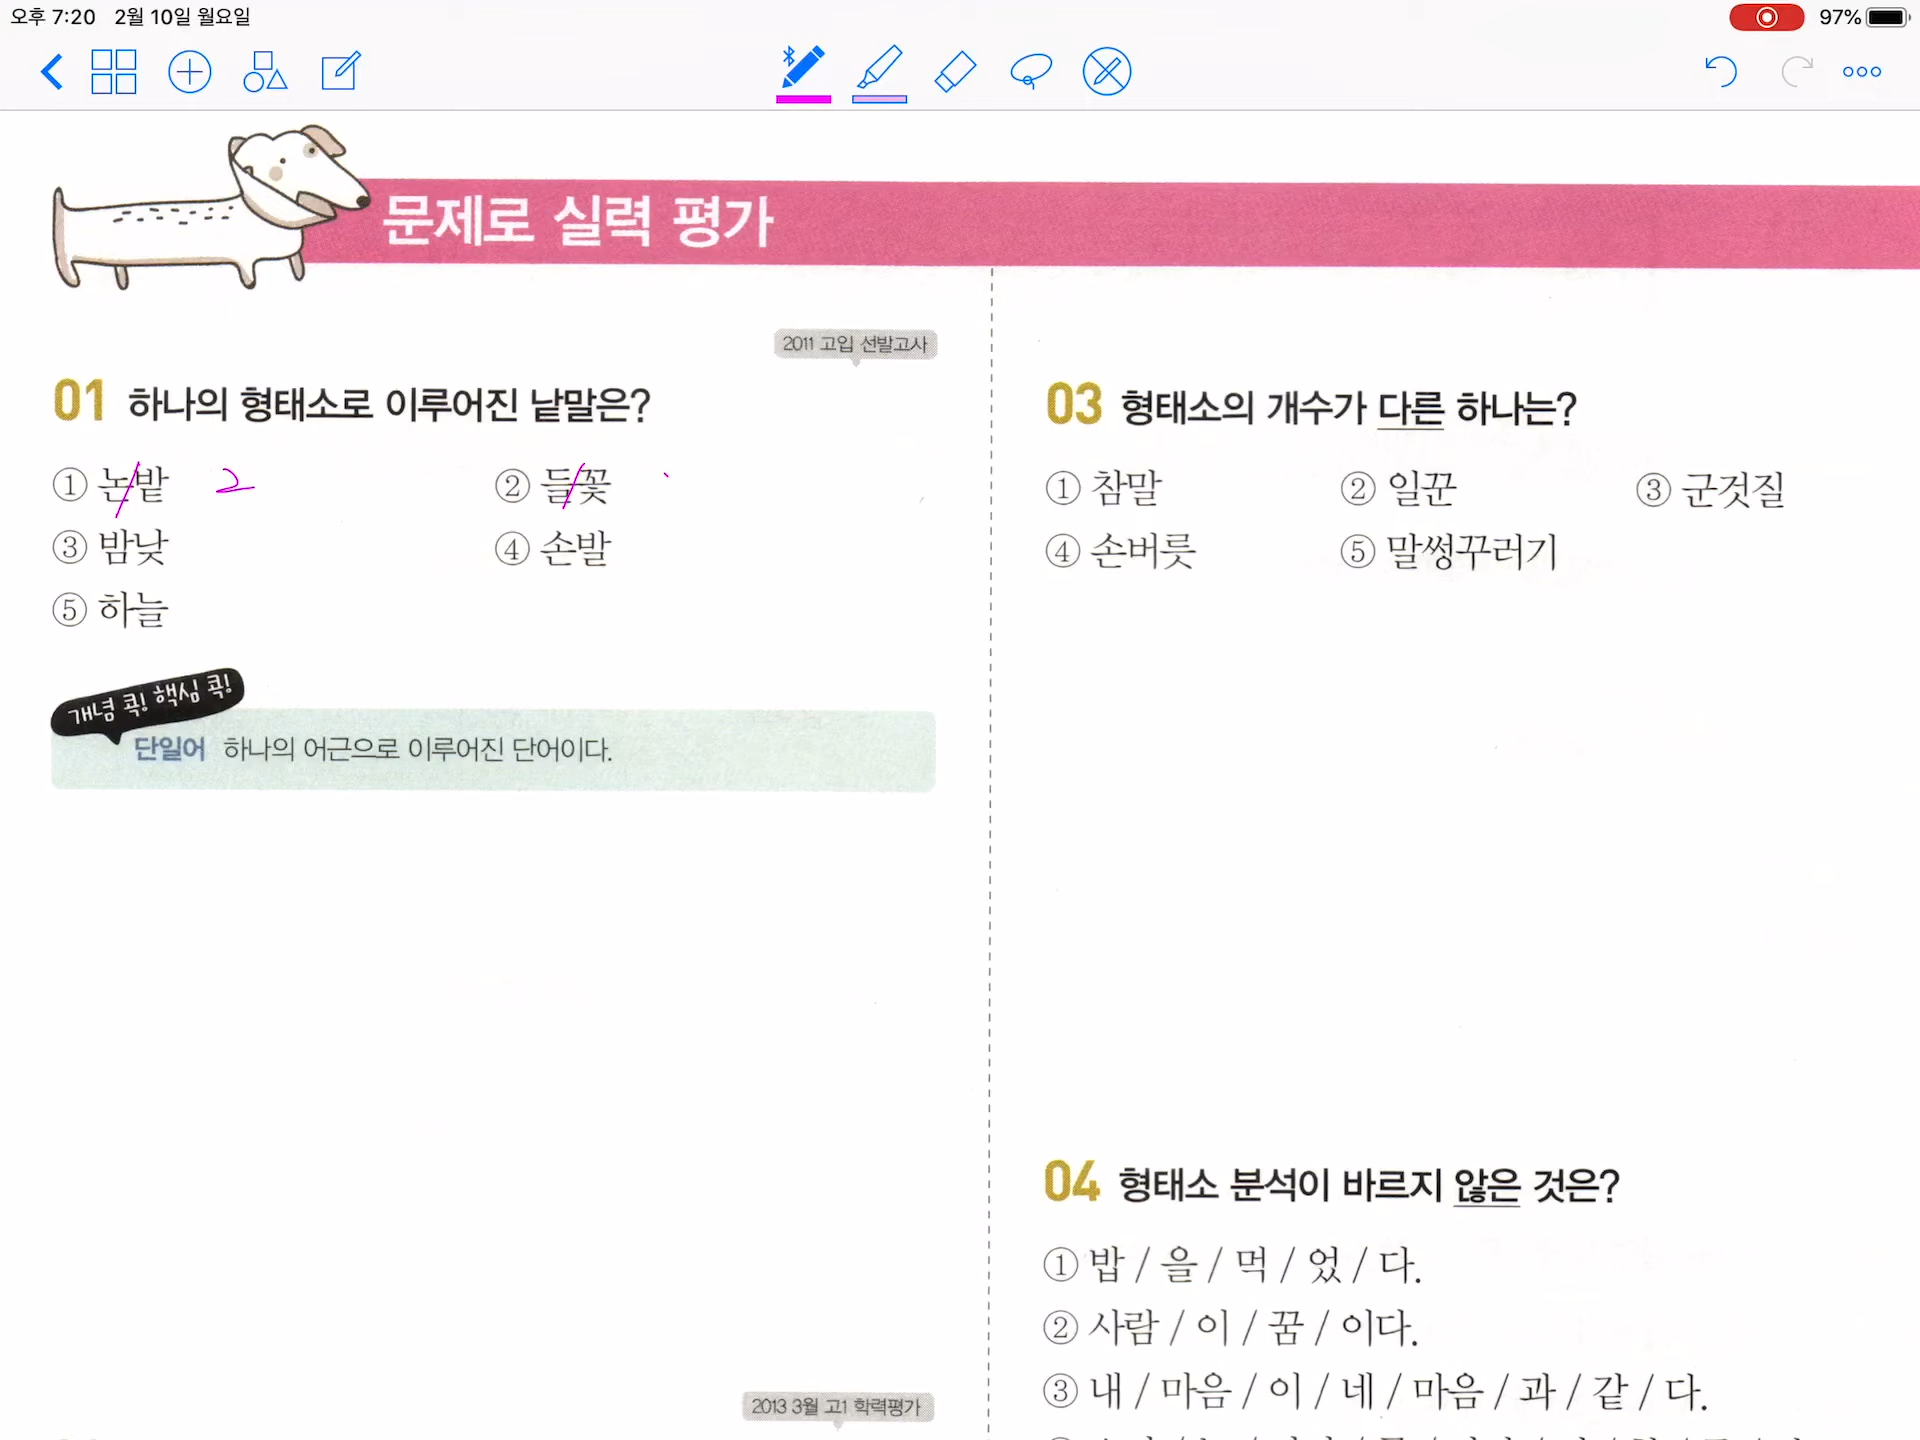 오후 7:20 2월 10일 월요일
97%
문제로 실력 평가
2011 고입 선발고사
01 하나의 형태소로 이루어진 낱말은?
① 논밭 2 ② 들꽃
③ 밤낮 ④ 손발
⑤ 하늘
개념 콕! 핵심 콕!
단일어 하나의 어근으로 이루어진 단어이다.
2013 3월 고1 학력평가
03 형태소의 개수가 다른 하나는?
① 참말 ② 일꾼 ③ 군것질
④ 손버릇 ⑤ 말썽꾸러기
04 형태소 분석이 바르지 않은 것은?
① 밥 / 을 / 먹 / 었 / 다.
② 사람 / 이 / 꿈 / 이다.
③ 내 / 마음 / 이 / 네 / 마음 / 과 / 같 / 다.